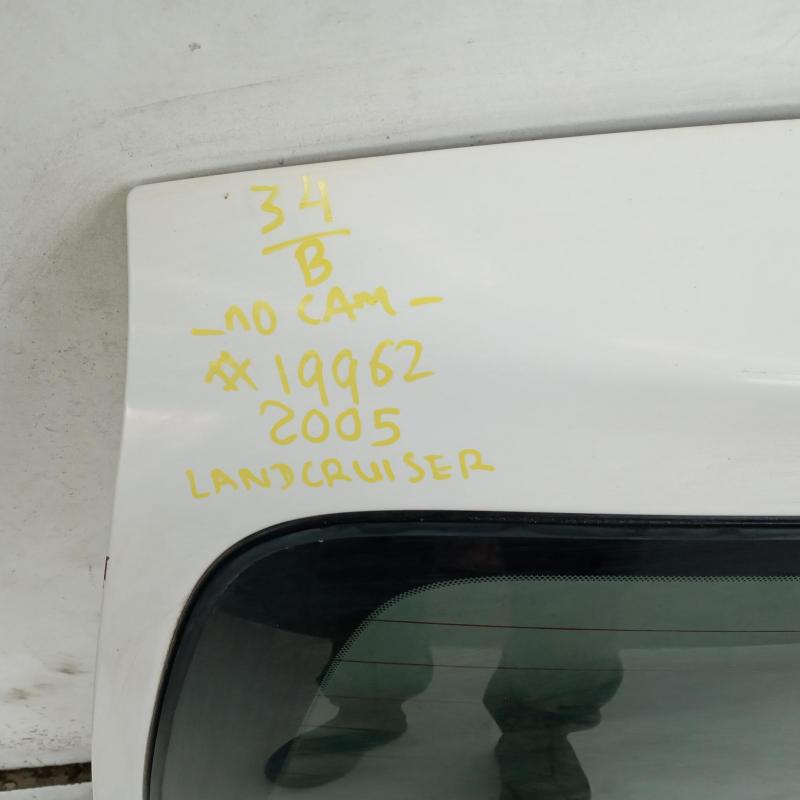 34
B
-no CAM-
# 19962
2005
LANDCRUISER